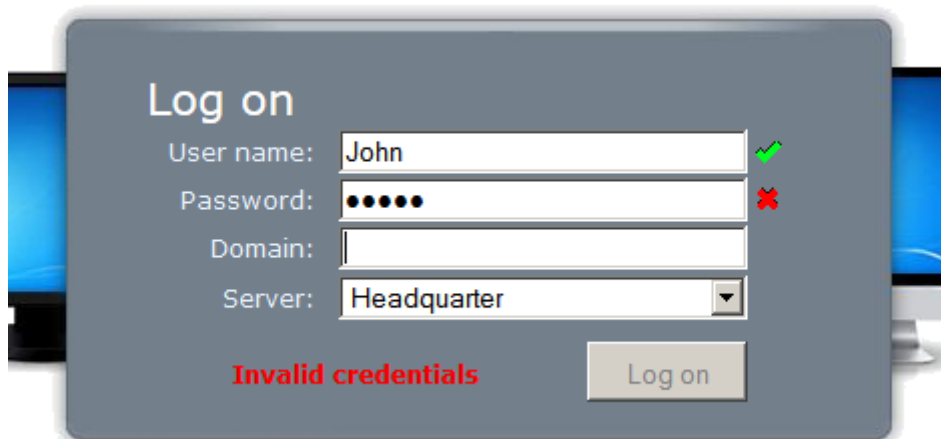 Log on
User name: John
Password: •••••
Domain:
Server: Headquarter
Invalid credentials Log on